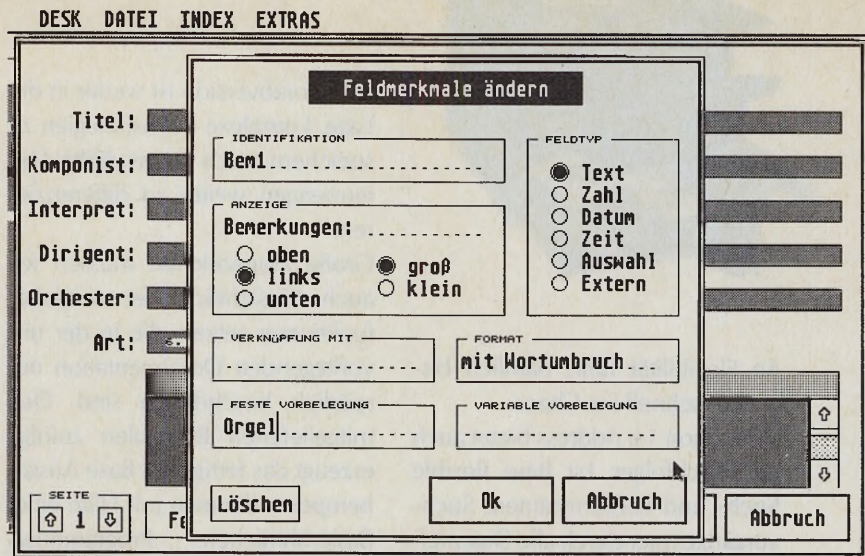 DESK DATEI INDEX EXTRAS
Feldmerkmale ändern
Titel:
Komponist:
Interpret:
Dirigent:
Orchester:
Art:
IDENTIFIKATION
Bem1
ANZEIGE
Bemerkungen:
oben
links
unten
groß
klein
FELDTYP
Text
Zahl
Datum
Zeit
Auswahl
Extern
VERKNÜPFUNG MIT
FORMAT
mit Wortumbruch
FESTE VORBELEGUNG
Orgel
VARIABLE VORBELEGUNG
Löschen
Ok
Abbruch
SEITE
1
Abbruch